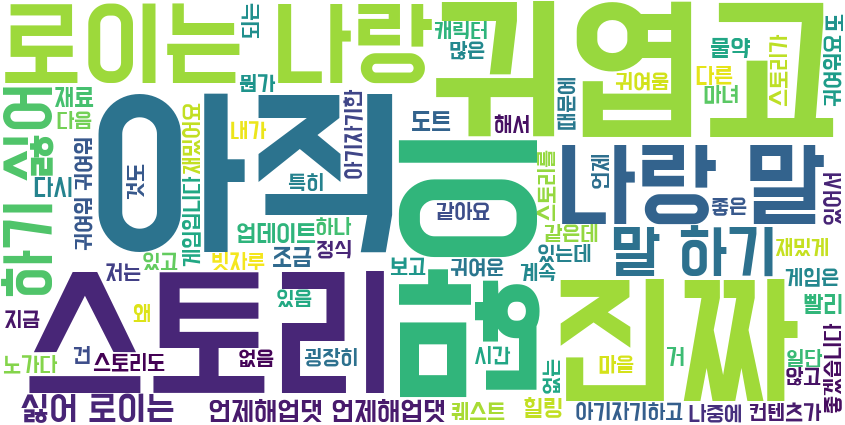 로이는 나랑
귀엽고
되는
캐릭터
많은
물약
귀여워요
또
스토리가
뭔가
귀여움
다른
마녀
때문에
하기 싫어
재료
다음
아직
재밌어요
내가
아기자기한
도트
해서
응
나랑 말
언제
좋은
있어서
귀여워 귀여워
다시
것도
게임입니다
특히
같아요
스토리를
업데이트
하나
정식
같은데
말 하기
재밌게
저는
있고
빗자루
조금
보고
귀여운
계속
있는데
게임은
빨리
지금
왜
스토리
있음
험
진짜
노가다
건
스토리도
없음
굉장히
시간
없는
마을
거
일단
않고
좋겠습니다
싫어 로이는
언제해업댓 언제해업댓
퀘스트
힐링
아기자기하고
나중에
컨텐츠가